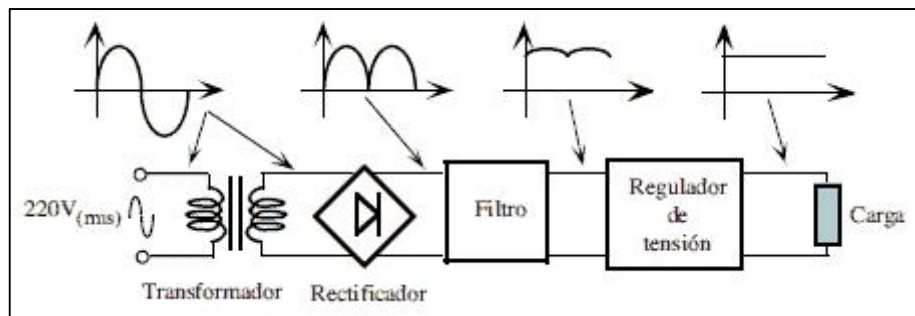 220V(rms)
Transformador
Rectificador
Filtro
Regulador
de
tensión
Carga